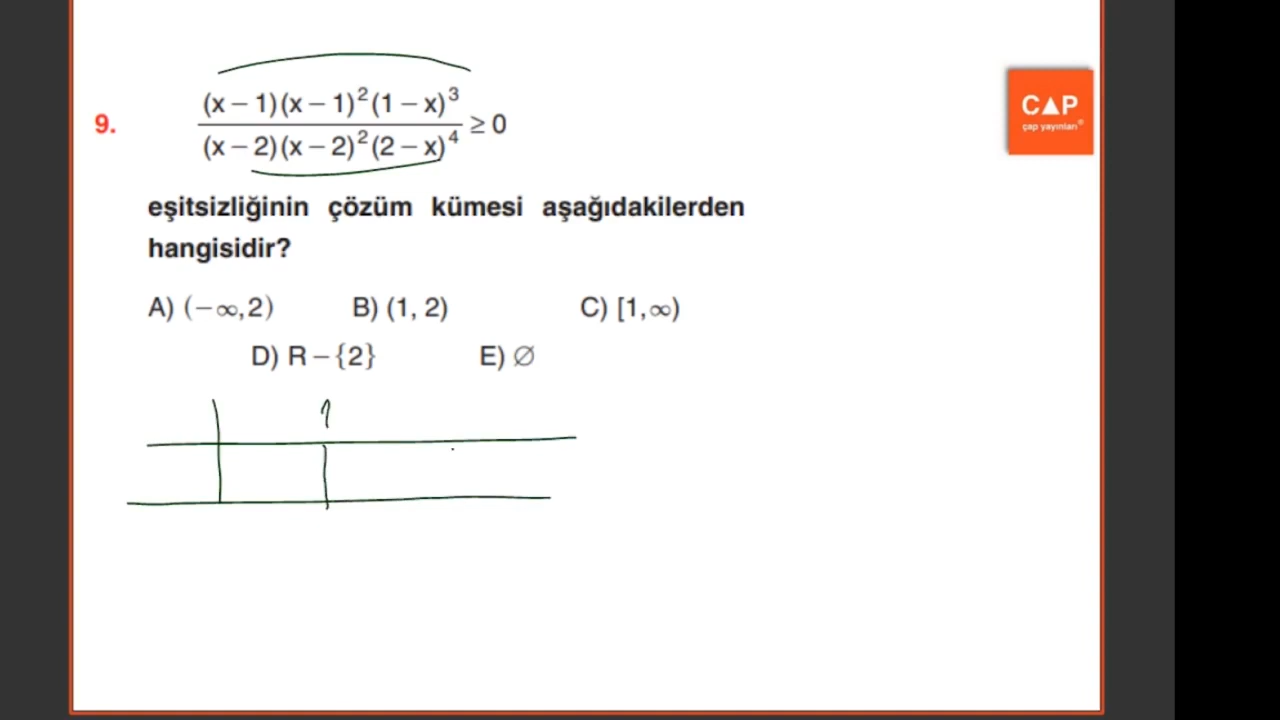 9. (x – 1)(x – 1)²(1 – x)³
(x – 2)(x – 2)²(2 – x)⁴
≥ 0
eşitsizliğinin çözüm kümesi aşağıdakilerden
hangisidir?
A) (–∞,2) B) (1, 2) C) [1,∞)
D) R – {2} E) ∅
1
CAP
çap yayınları®